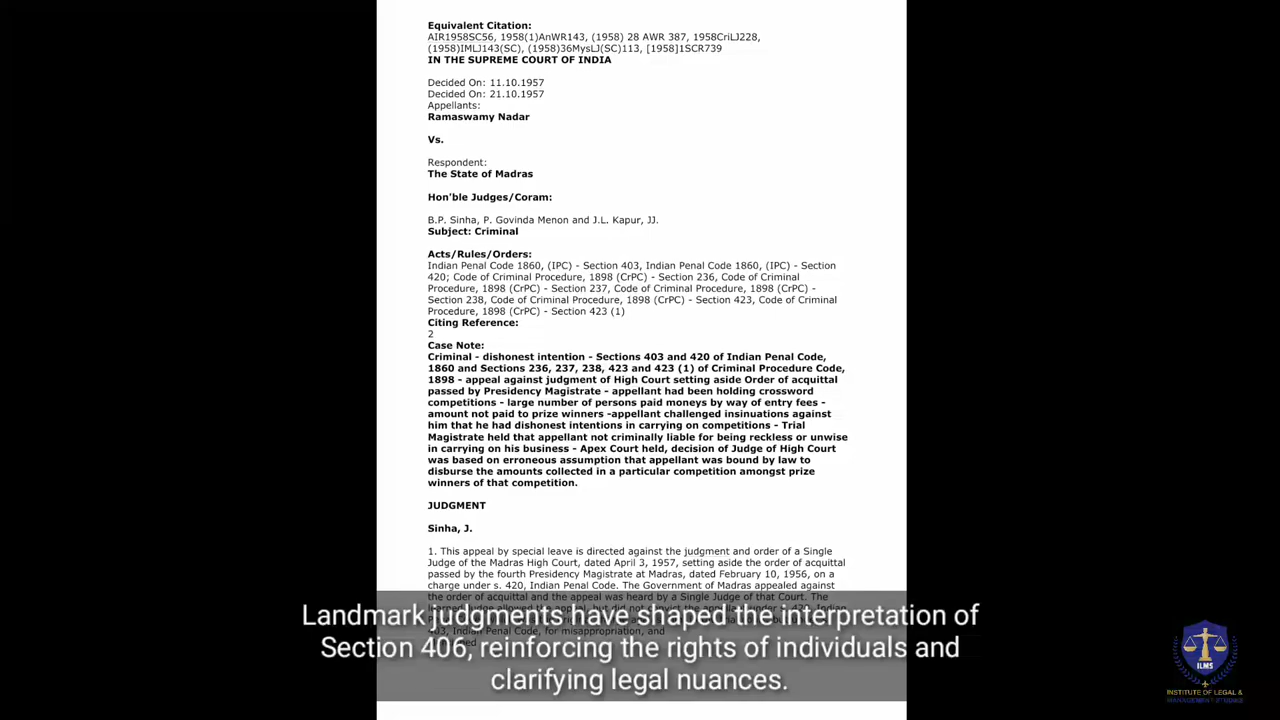 Equivalent Citation:
AIR1958SC56, 1958(1)AnWR143, (1958) 28 AWR 387, 1958CriLJ228,
(1958)IMLJ143(SC), (1958)36MysLJ(SC)113, [1958]1SCR739
IN THE SUPREME COURT OF INDIA
Decided On: 11.10.1957
Decided On: 21.10.1957
Appellants:
Ramaswamy Nadar
Vs.
Respondent:
The State of Madras
Hon'ble Judges/Coram:
B.P. Sinha, P. Govinda Menon and J.L. Kapur, JJ.
Subject: Criminal
Acts/Rules/Orders:
Indian Penal Code 1860, (IPC) - Section 403, Indian Penal Code 1860, (IPC) - Section
420; Code of Criminal Procedure, 1898 (CrPC) - Section 236, Code of Criminal
Procedure, 1898 (CrPC) - Section 237, Code of Criminal Procedure, 1898 (CrPC) -
Section 238, Code of Criminal Procedure, 1898 (CrPC) - Section 423, Code of Criminal
Procedure, 1898 (CrPC) - Section 423 (1)
Citing Reference:
2
Case Note:
Criminal - dishonest intention - Sections 403 and 420 of Indian Penal Code,
1860 and Sections 236, 237, 238, 423 and 423 (1) of Criminal Procedure Code,
1898 - appeal against judgment of High Court setting aside Order of acquittal
passed by Presidency Magistrate - appellant had been holding crossword
competitions - large number of persons paid moneys by way of entry fees -
amount not paid to prize winners -appellant challenged insinuations against
him that he had dishonest intentions in carrying on competitions - Trial
Magistrate held that appellant not criminally liable for being reckless or unwise
in carrying on his business - Apex Court held, decision of Judge of High Court
was based on erroneous assumption that appellant was bound by law to
disburse the amounts collected in a particular competition amongst prize
winners of that competition.
JUDGMENT
Sinha, J.
1. This appeal by special leave is directed against the judgment and order of a Single
Judge of the Madras High Court, dated April 3, 1957, setting aside the order of acquittal
passed by the fourth Presidency Magistrate at Madras, dated February 10, 1956, on a
charge under s. 420, Indian Penal Code. The Government of Madras appealed against
the order of acquittal and the appeal was heard by a Single Judge of that Court. The
Indian Penal Code, for misappropriation, and
Landmark judgments have shaped the interpretation of
Section 406, reinforcing the rights of individuals and
clarifying legal nuances.
ILMS
INSTITUTE OF LEGAL &
MANAGEMENT STUDIES